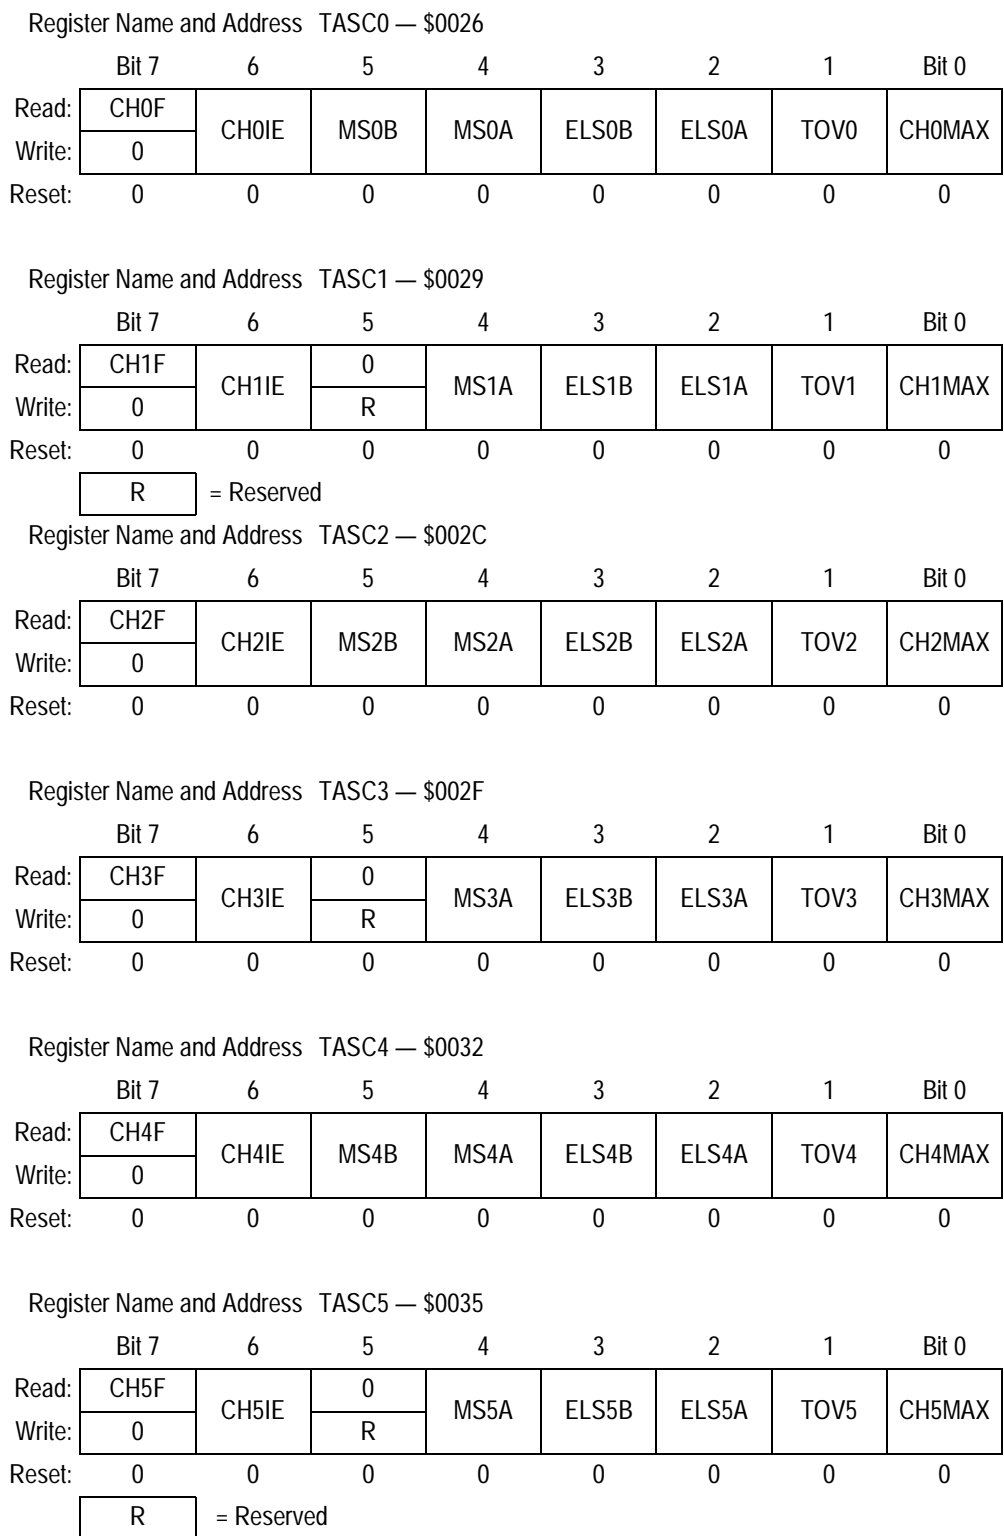 Register Name and Address TASC0 — $0026
Bit 7 6 5 4 3 2 1 Bit 0
Read: CH0F CH0IE MS0B MS0A ELS0B ELS0A TOV0 CH0MAX
Write: 0
Reset: 0 0 0 0 0 0 0 0
Register Name and Address TASC1 — $0029
Bit 7 6 5 4 3 2 1 Bit 0
Read: CH1F CH1IE 0 MS1A ELS1B ELS1A TOV1 CH1MAX
Write: 0 R
Reset: 0 0 0 0 0 0 0 0
R = Reserved
Register Name and Address TASC2 — $002C
Bit 7 6 5 4 3 2 1 Bit 0
Read: CH2F CH2IE MS2B MS2A ELS2B ELS2A TOV2 CH2MAX
Write: 0
Reset: 0 0 0 0 0 0 0 0
Register Name and Address TASC3 — $002F
Bit 7 6 5 4 3 2 1 Bit 0
Read: CH3F CH3IE 0 MS3A ELS3B ELS3A TOV3 CH3MAX
Write: 0 R
Reset: 0 0 0 0 0 0 0 0
Register Name and Address TASC4 — $0032
Bit 7 6 5 4 3 2 1 Bit 0
Read: CH4F CH4IE MS4B MS4A ELS4B ELS4A TOV4 CH4MAX
Write: 0
Reset: 0 0 0 0 0 0 0 0
Register Name and Address TASC5 — $0035
Bit 7 6 5 4 3 2 1 Bit 0
Read: CH5F CH5IE 0 MS5A ELS5B ELS5A TOV5 CH5MAX
Write: 0 R
Reset: 0 0 0 0 0 0 0 0
R = Reserved